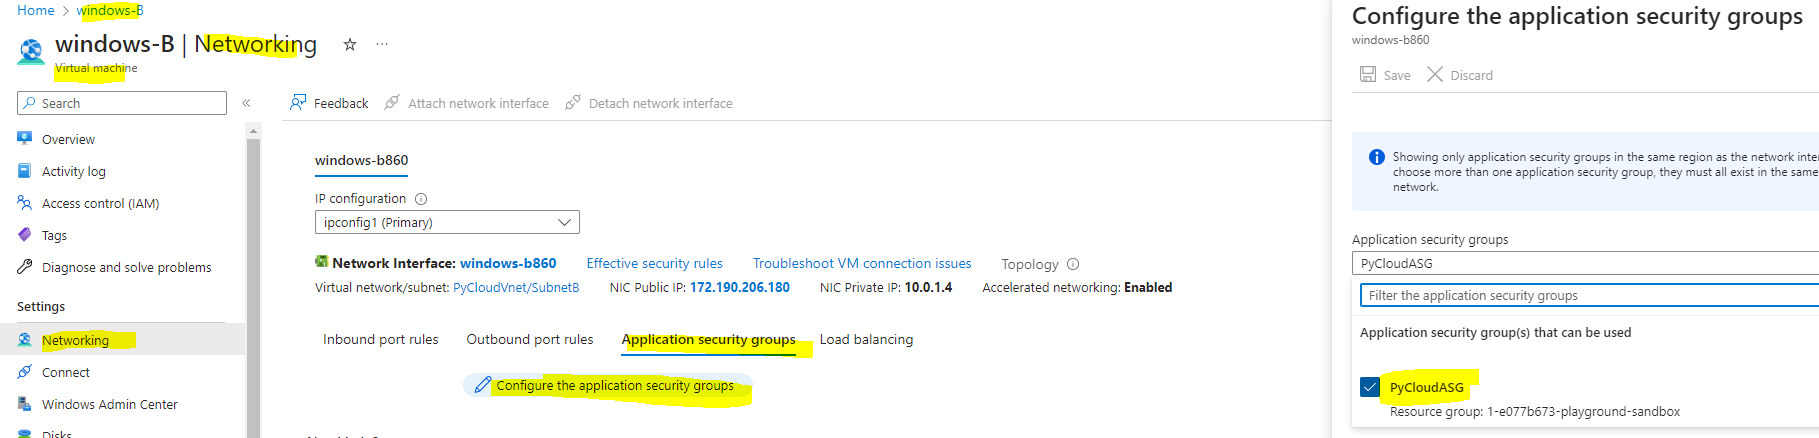 Home > windows-B
windows-B | Networking
Virtual machine
Search
Overview
Activity log
Access control (IAM)
Tags
Diagnose and solve problems
Settings
Networking
Connect
Windows Admin Center
Disks
Feedback
Attach network interface
Detach network interface
windows-b860
IP configuration
ipconfig1 (Primary)
Network Interface: windows-b860 Effective security rules Troubleshoot VM connection issues Topology
Virtual network/subnet: PyCloudVnet/SubnetB NIC Public IP: 172.190.206.180 NIC Private IP: 10.0.1.4 Accelerated networking: Enabled
Inbound port rules Outbound port rules Application security groups Load balancing
Configure the application security groups
Configure the application security groups
windows-b860
Save Discard
Showing only application security groups in the same region as the network inte
choose more than one application security group, they must all exist in the same
network.
Application security groups
PyCloudASG
Filter the application security groups
Application security group(s) that can be used
PyCloudASG
Resource group: 1-e077b673-playground-sandbox